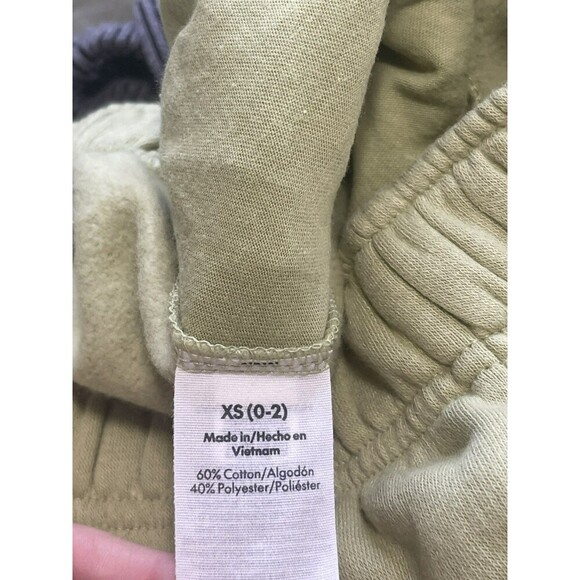 XS (0-2)
Made in/Hecho en
Vietnam
60% Cotton/Algodón
40% Polyester/Poliéster